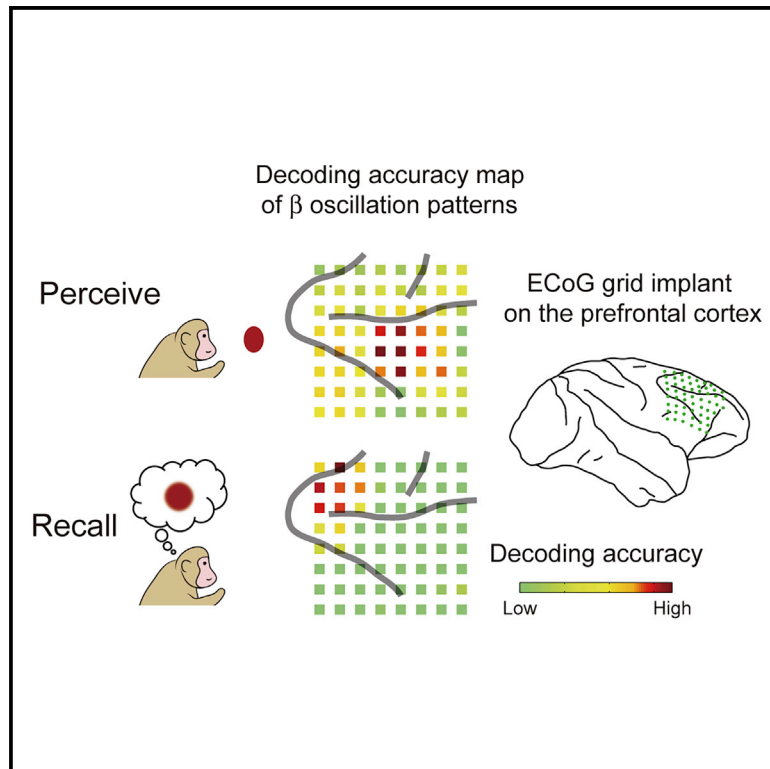 Decoding accuracy map
of β oscillation patterns
Perceive
ECoG grid implant
on the prefrontal cortex
Recall
Decoding accuracy
Low
High